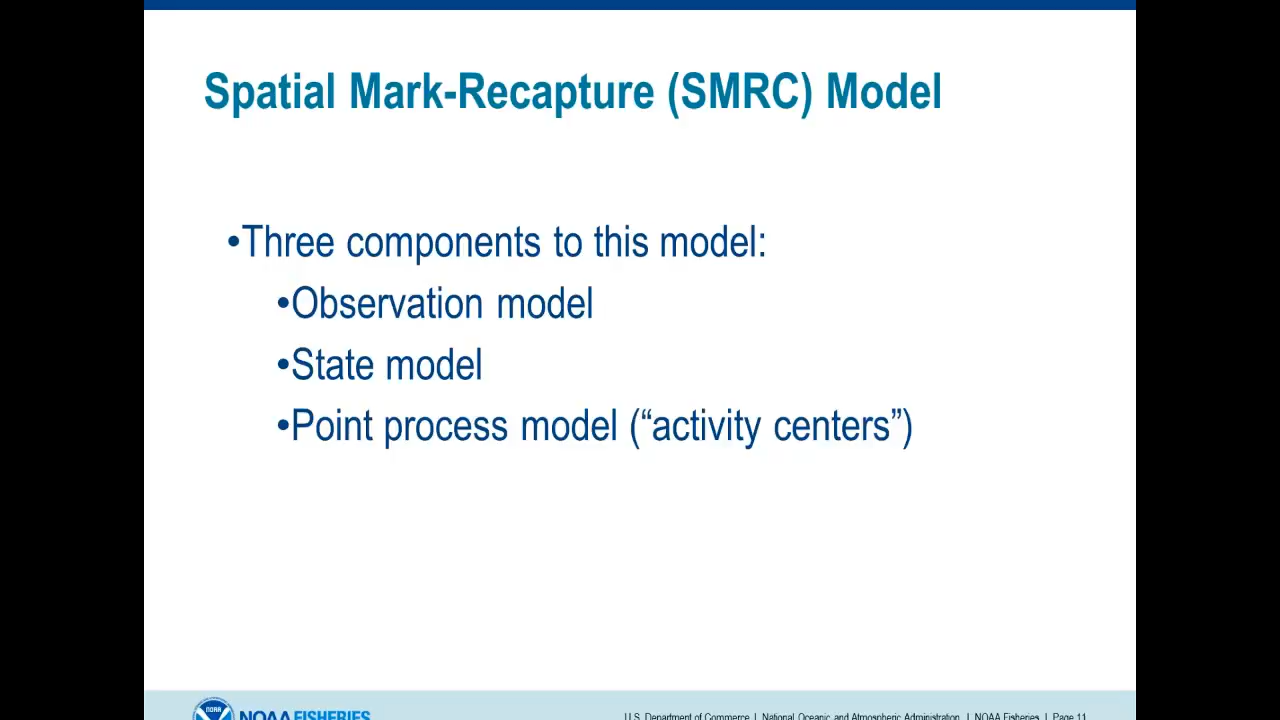 Spatial Mark-Recapture (SMRC) Model
•Three components to this model:
•Observation model
•State model
•Point process model (“activity centers”)
NOAA
NOAA FISHERIES
U.S. Department of Commerce | National Oceanic and Atmospheric Administration | NOAA Fisheries | Page 11